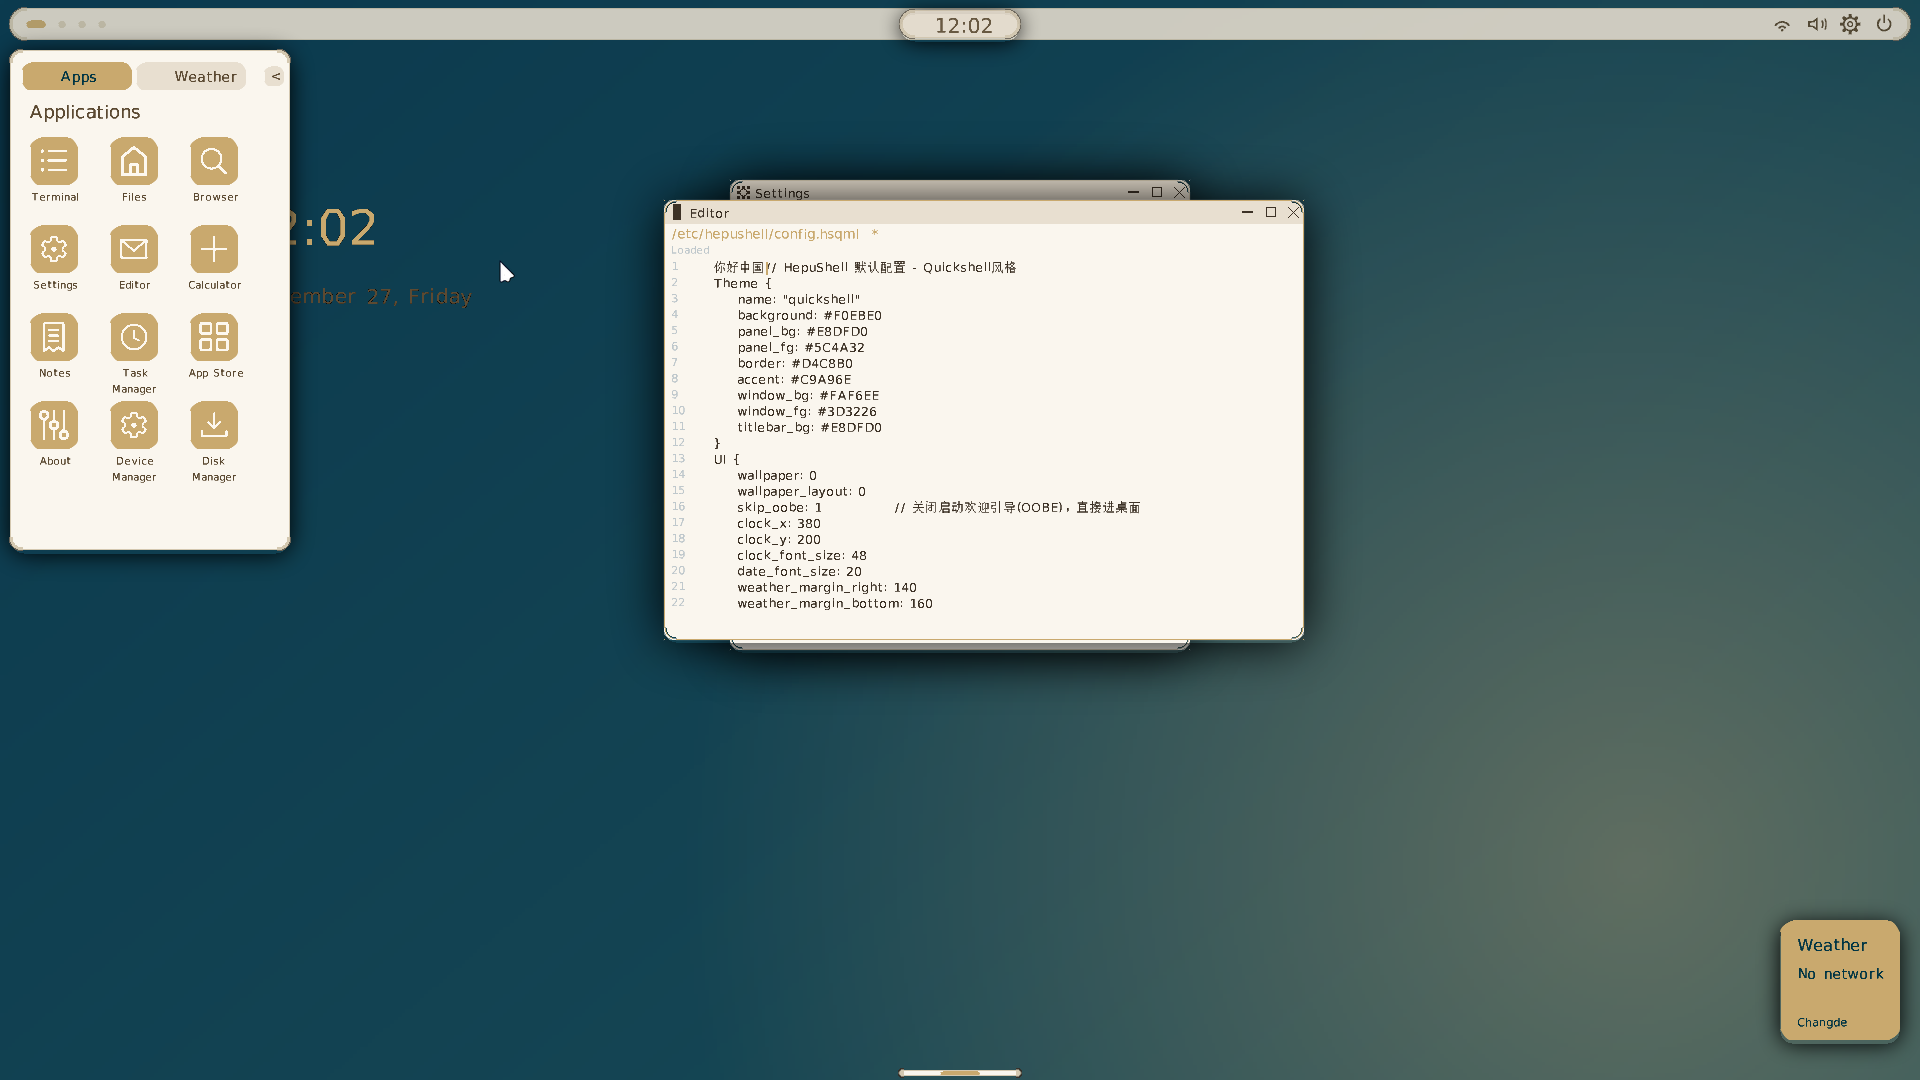 12:02
Apps
Weather
<
Applications
Terminal
Files
Browser
Settings
Editor
Calculator
Notes
Task Manager
App Store
About
Device Manager
Disk Manager
2:02
ember 27, Friday
Settings
Editor
/etc/hepushell/config.hsqml *
Loaded
1 你好中国// HepuShell 默认配置 - Quickshell风格
2 Theme {
3 name: "quickshell"
4 background: #F0EBE0
5 panel_bg: #E8DFD0
6 panel_fg: #5C4A32
7 border: #D4C8B0
8 accent: #C9A96E
9 window_bg: #FAF6EE
10 window_fg: #3D3226
11 titlebar_bg: #E8DFD0
12 }
13 UI {
14 wallpaper: 0
15 wallpaper_layout: 0
16 skip_oobe: 1 // 关闭启动欢迎引导(OOBE)，直接进桌面
17 clock_x: 380
18 clock_y: 200
19 clock_font_size: 48
20 date_font_size: 20
21 weather_margin_right: 140
22 weather_margin_bottom: 160
Weather
No network
Changde